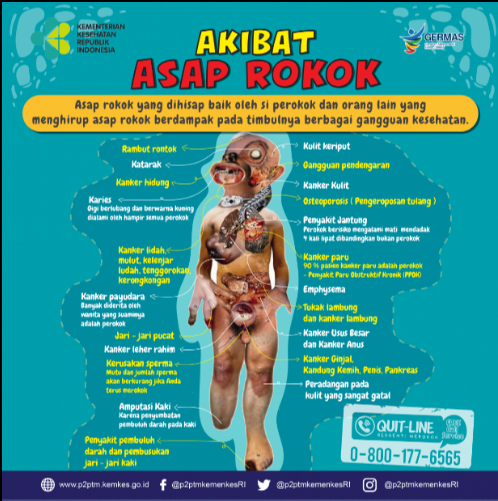 KEMENTERIAN
KESEHATAN
REPUBLIK
INDONESIA
GERMAS
AKIBAT
ASAP ROKOK
Asap rokok yang dihisap baik oleh si perokok dan orang lain yang
menghirup asap rokok berdampak pada timbulnya berbagai gangguan kesehatan.
Rambut rontok
Katarak
Kanker hidung
Karies
Gigi berlubang dan berwarna kuning
dialami oleh hampir semua perokok
Kanker lidah,
mulut, kelenjar
ludah, tenggorokan,
kerongkongan
Kanker payudara
Banyak diderita oleh
wanita yang suaminya
adalah perokok
Jari - jari pucat
Kanker leher rahim
Kerusakan sperma
Mutu dan jumlah sperma
akan berkurang jika Anda
terus merokok
Amputasi Kaki
Karena penyumbatan
pembuluh darah pada kaki
Penyakit pembuluh
darah dan pembusukan
jari - jari kaki
Kulit keriput
Gangguan pendengaran
Kanker Kulit
Osteoporosis ( Pengeroposan tulang )
Penyakit Jantung
Perokok berisiko mengalami mati mendadak
4 kali lipat dibandingkan bukan perokok
Kanker paru
90 % pasien kanker paru adalah perokok
- Penyakit Paru Obstruktif Kronik (PPOK)
Emphysema
Tukak lambung
dan kanker lambung
Kanker Usus Besar
dan Kanker Anus
Kanker Ginjal,
Kandung Kemih, Penis, Pankreas
Peradangan pada
kulit yang sangat gatal
QUIT-LINE
BERHENTI MEROKOK
0-800-177-6565
www.p2ptm.kemkes.go.id
@p2ptmkemenkesRI
@p2ptmkemenkesRI
@p2ptmkemenkesRI